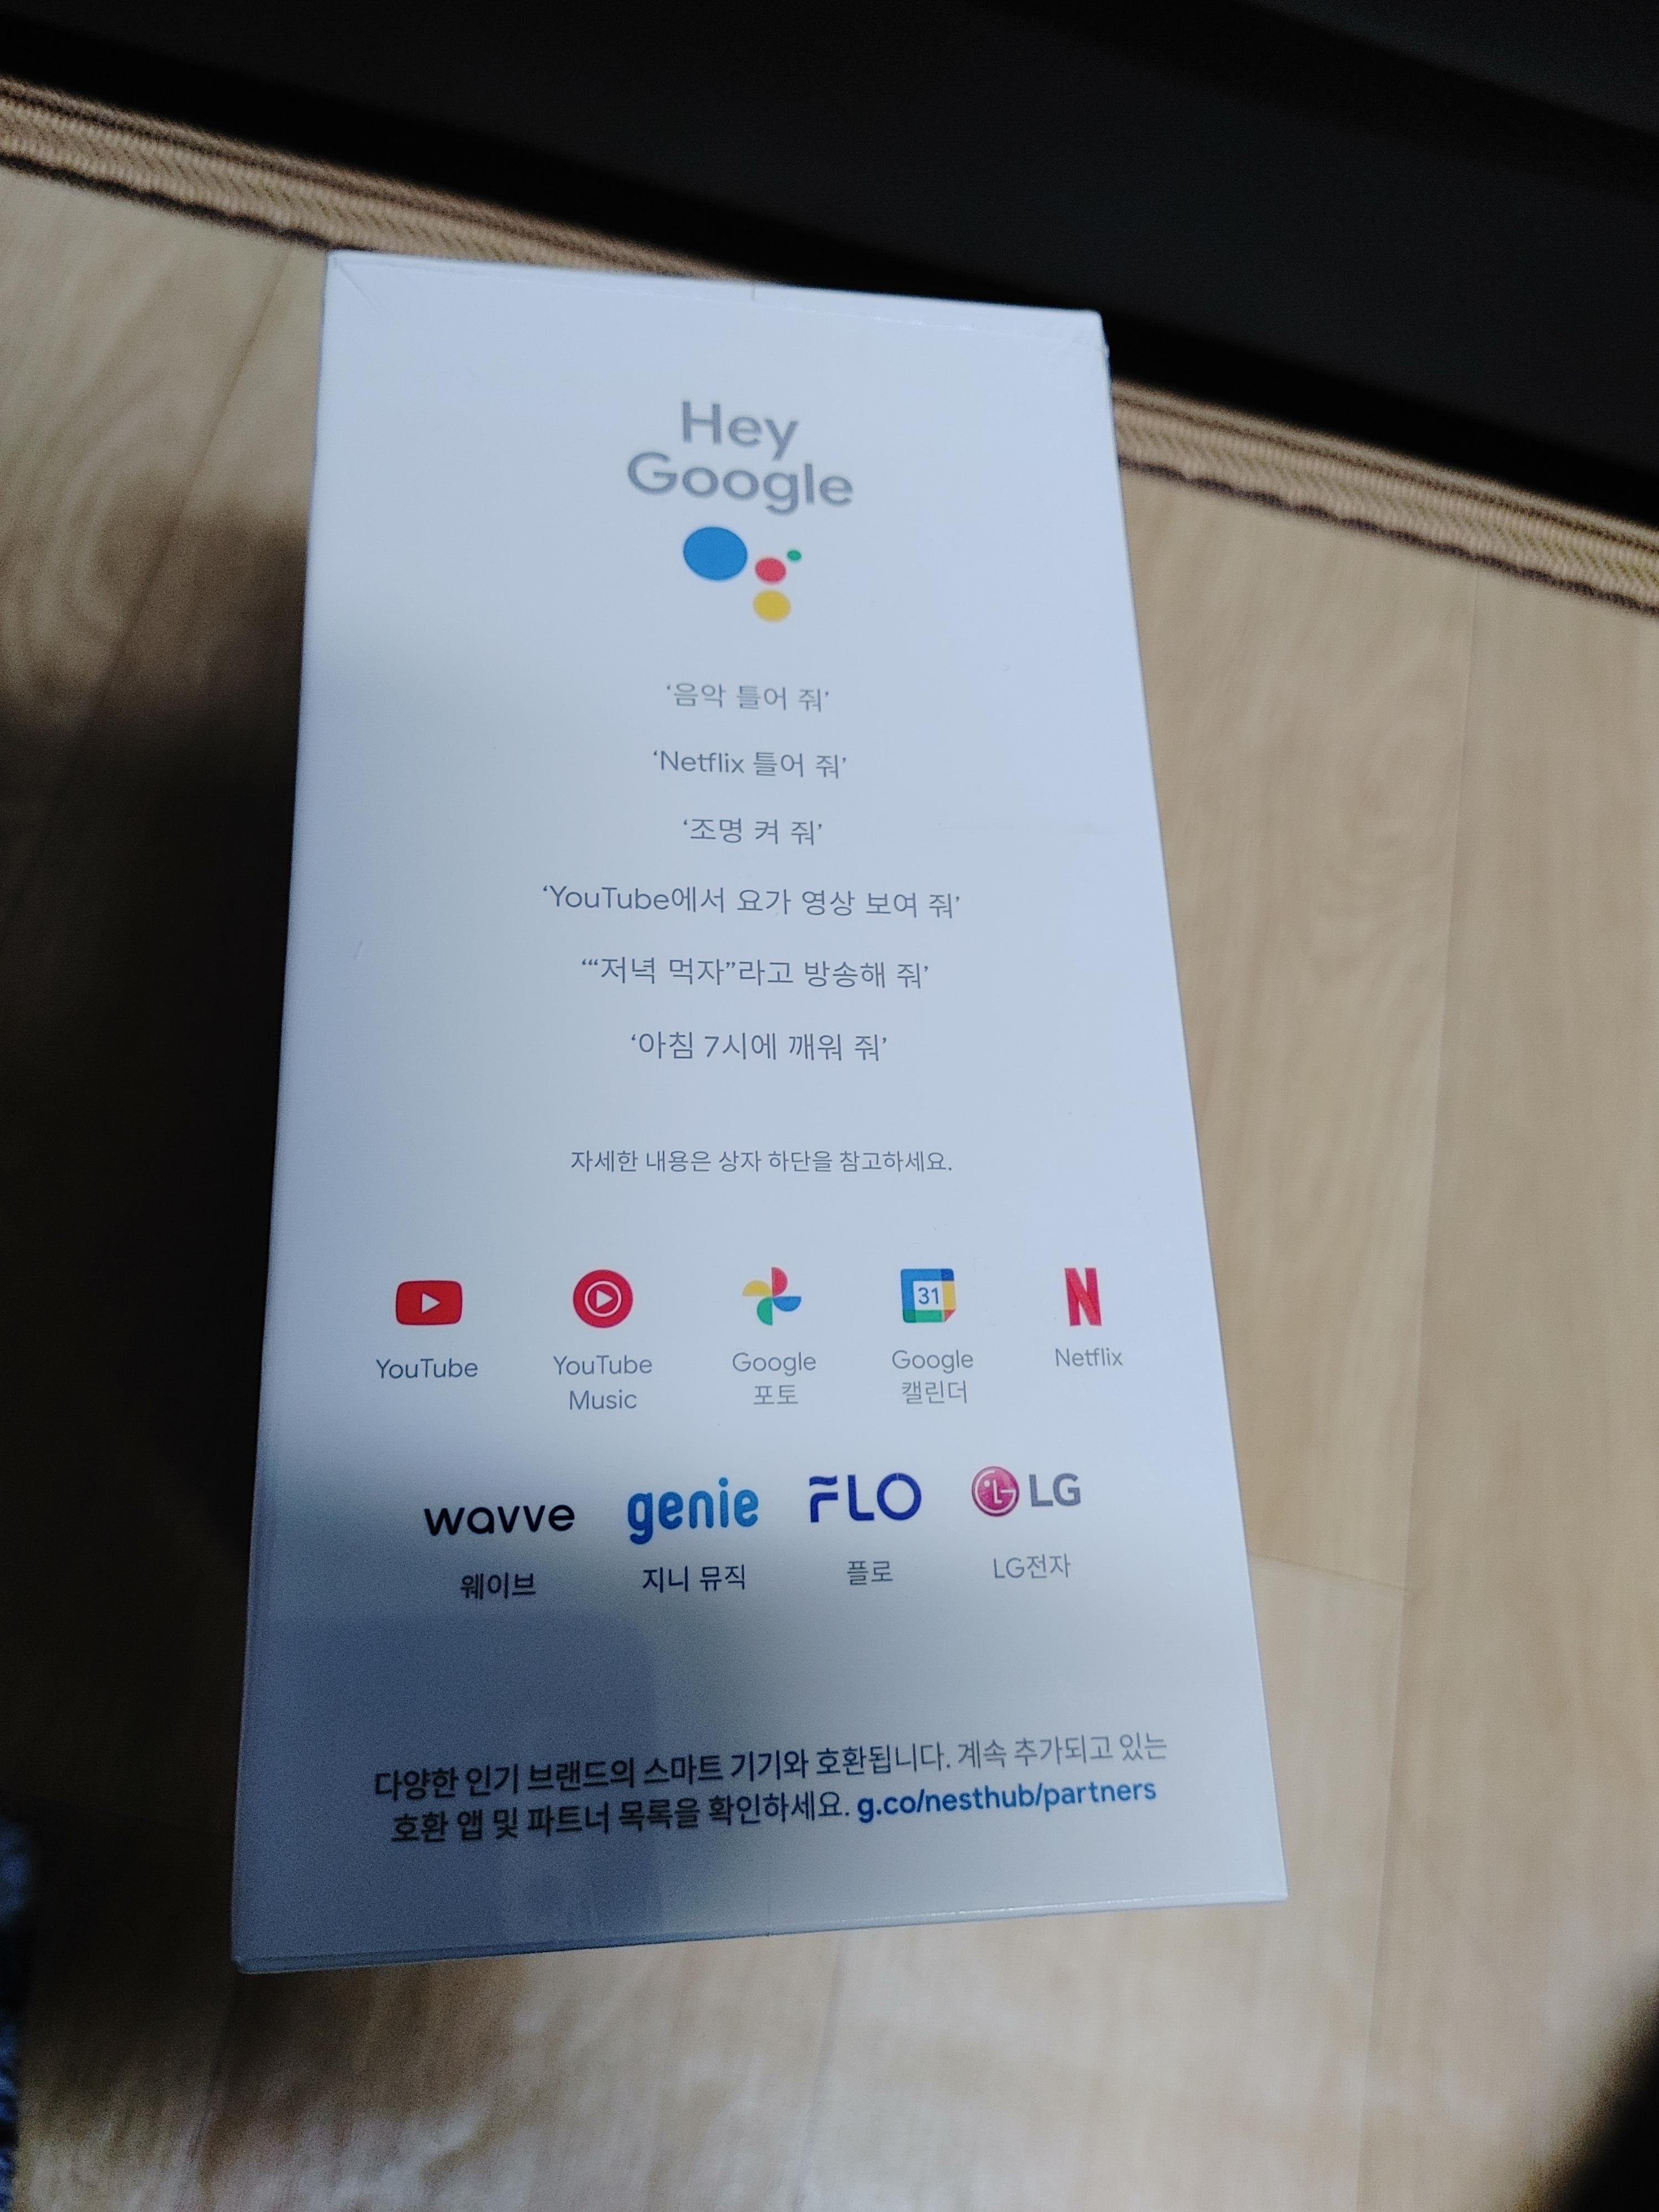 Hey
Google
‘음악 틀어 줘’
‘Netflix 틀어 줘’
‘조명 켜 줘’
‘YouTube에서 요가 영상 보여 줘’
‘“저녁 먹자”라고 방송해 줘’
‘아침 7시에 깨워 줘’
자세한 내용은 상자 하단을 참고하세요.
31
YouTube
YouTube
Music
Google
포토
Google
캘린더
Netflix
wavve
genie
FLO
LG
웨이브
지니 뮤직
플로
LG전자
다양한 인기 브랜드의 스마트 기기와 호환됩니다. 계속 추가되고 있는
호환 앱 및 파트너 목록을 확인하세요. g.co/nesthub/partners